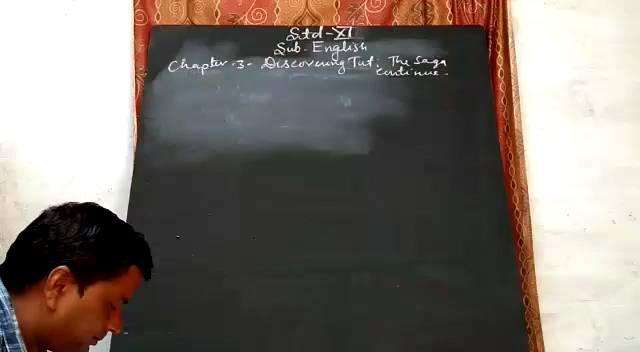 Std-XI
Sub- English
Chapter-3- Discovering Tut: The Saga
continue.